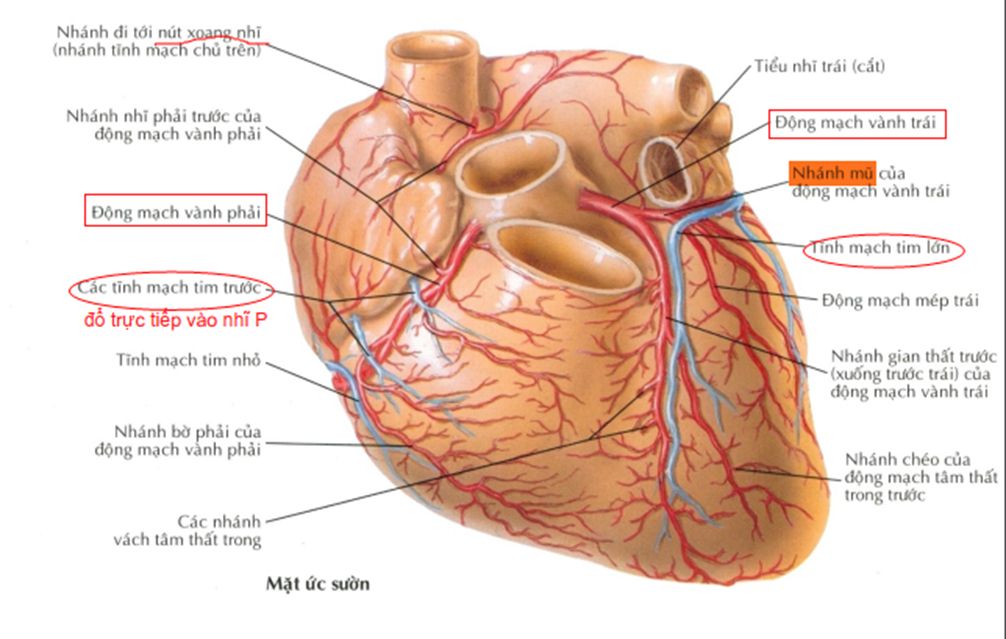 Nhánh đi tới nút xoang nhĩ
(nhánh tĩnh mạch chủ trên)
Nhánh nhĩ phải trước của
động mạch vành phải
Động mạch vành phải
Các tĩnh mạch tim trước
đổ trực tiếp vào nhĩ P
Tĩnh mạch tim nhỏ
Nhánh bờ phải của
động mạch vành phải
Các nhánh
vách tâm thất trong
Mặt ức sườn
Tiểu nhĩ trái (cắt)
Động mạch vành trái
Nhánh mũ của
động mạch vành trái
Tĩnh mạch tim lớn
Động mạch mép trái
Nhánh gian thất trước
(xuống trước trái) của
động mạch vành trái
Nhánh chéo của
động mạch tâm thất
trong trước